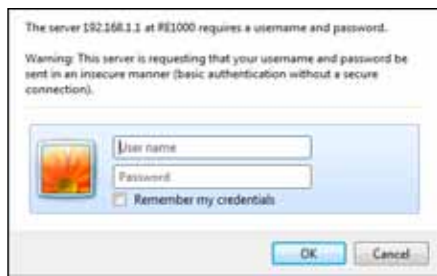 The server 192.168.1.1 at RE1000 requires a username and password.
Warning: This server is requesting that your username and password be
sent in an insecure manner (basic authentication without a secure
connection).
User name
Password
Remember my credentials
OK
Cancel